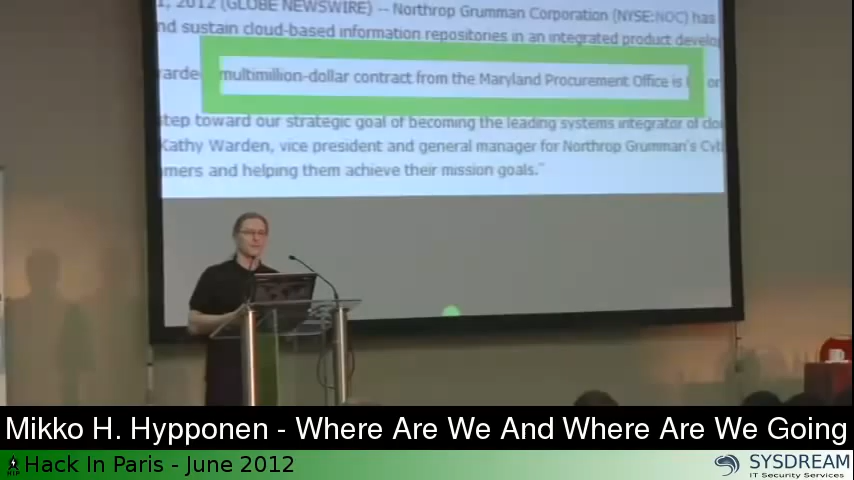 1, 2012 (GLOBE NEWSWIRE) -- Northrop Grumman Corporation (NYSE:NOC) has
nd sustain cloud-based information repositories in an integrated product develo
arde multimillion-dollar contract from the Maryland Procurement Office is
tep toward our strategic goal of becoming the leading systems integrator of clo
Kathy Warden, vice president and general manager for Northrop Grumman's Cyb
mers and helping them achieve their mission goals."
Mikko H. Hypponen - Where Are We And Where Are We Going
Hack In Paris - June 2012
SYSDREAM
IT Security Services